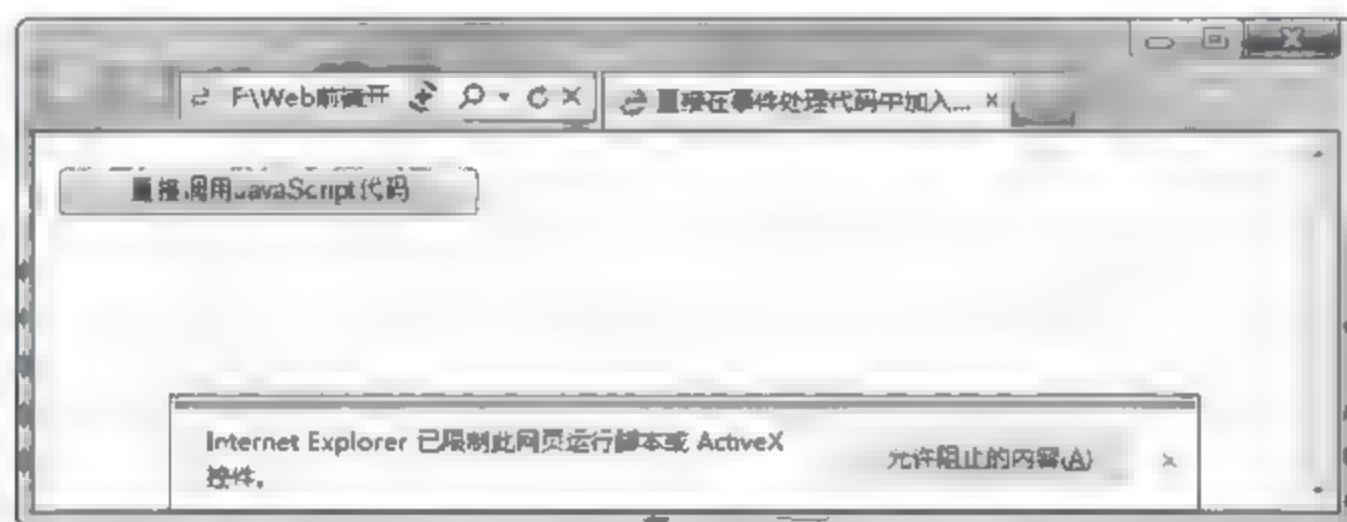 F:\Web前端开
直接在事件处理代码中加入...
直接调用JavaScript代码
Internet Explorer 已限制此网页运行脚本或 ActiveX
控件。
允许阻止的内容(A)